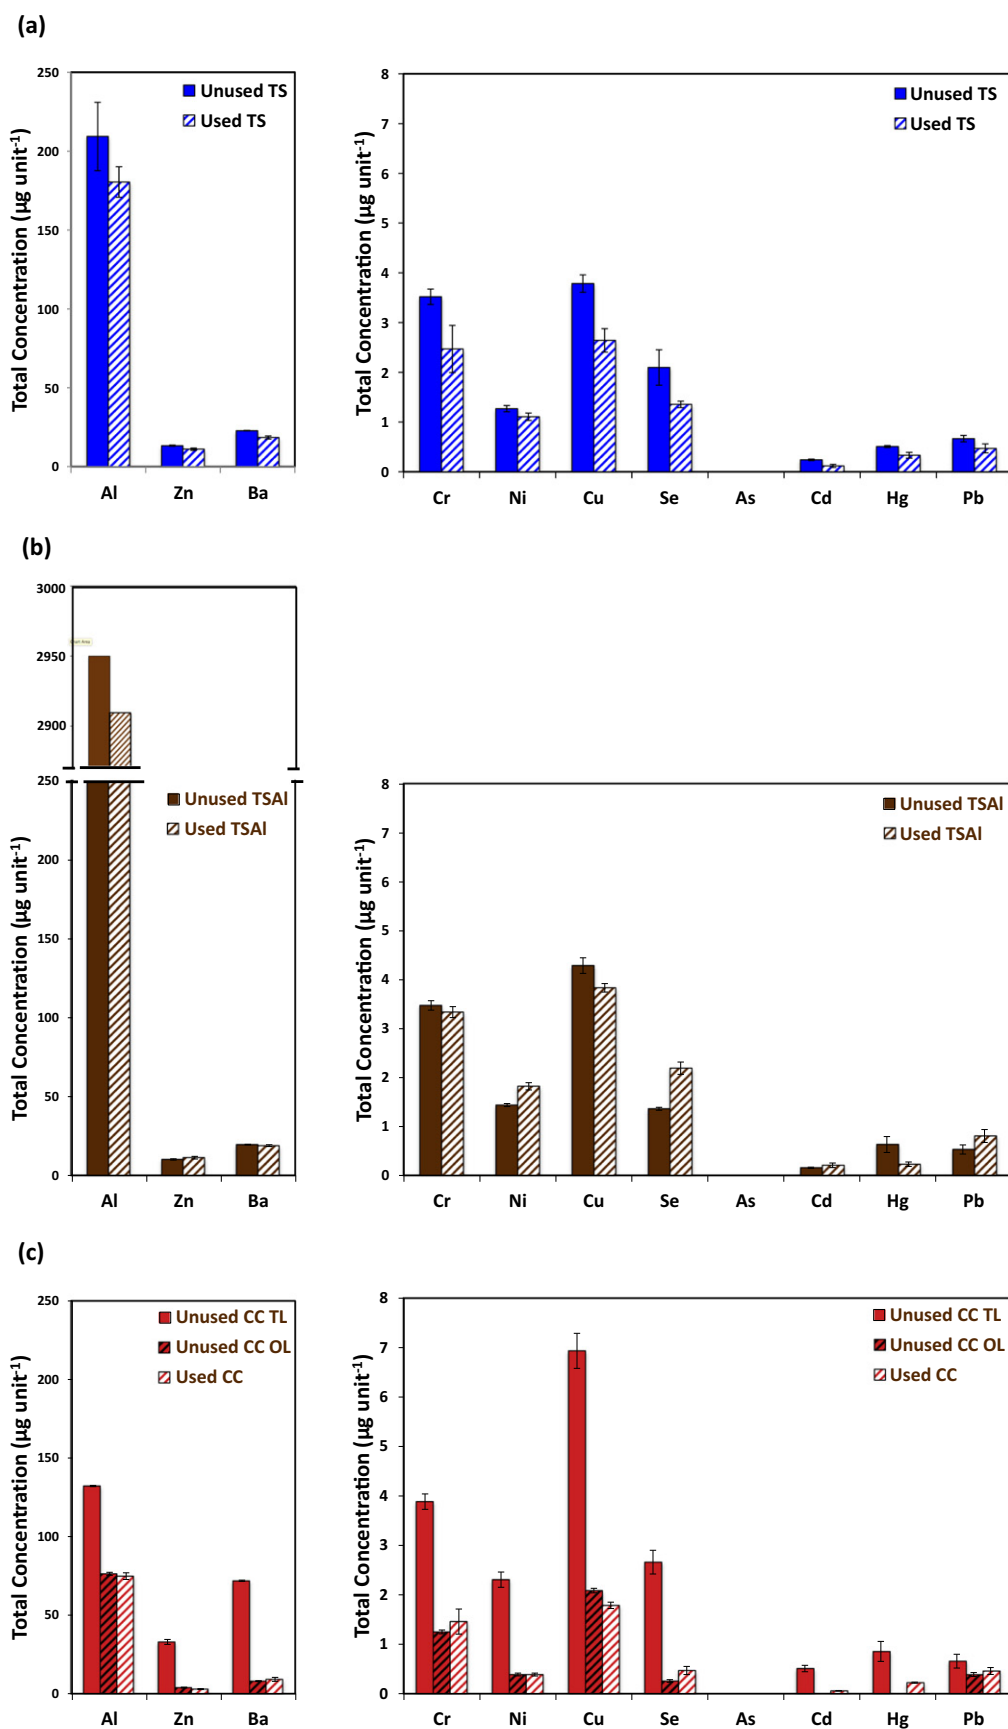 (a)
Total Concentration (µg unit-1)
250
200
150
100
50
0
Unused TS
Used TS
Al Zn Ba
Total Concentration (µg unit-1)
8
7
6
5
4
3
2
1
0
Unused TS
Used TS
Cr Ni Cu Se As Cd Hg Pb
(b)
Total Concentration (µg unit-1)
3000
2950
2900
250
200
150
100
50
0
Unused TSAl
Used TSAl
Al Zn Ba
Total Concentration (µg unit-1)
8
7
6
5
4
3
2
1
0
Unused TSAl
Used TSAl
Cr Ni Cu Se As Cd Hg Pb
(c)
Total Concentration (µg unit-1)
250
200
150
100
50
0
Unused CC TL
Unused CC OL
Used CC
Al Zn Ba
Total Concentration (µg unit-1)
8
7
6
5
4
3
2
1
0
Unused CC TL
Unused CC OL
Used CC
Cr Ni Cu Se As Cd Hg Pb